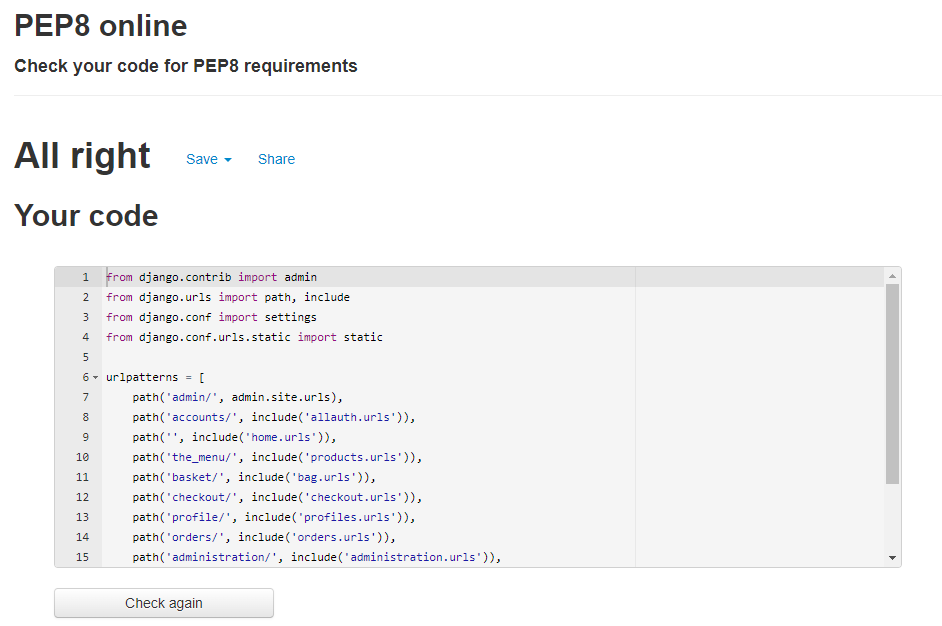 PEP8 online
Check your code for PEP8 requirements
All right Save Share
Your code
1 from django.contrib import admin
2 from django.urls import path, include
3 from django.conf import settings
4 from django.conf.urls.static import static
5
6 urlpatterns = [
7     path('admin/', admin.site.urls),
8     path('accounts/', include('allauth.urls')),
9     path('', include('home.urls')),
10     path('the_menu/', include('products.urls')),
11     path('basket/', include('bag.urls')),
12     path('checkout/', include('checkout.urls')),
13     path('profile/', include('profiles.urls')),
14     path('orders/', include('orders.urls')),
15     path('administration/', include('administration.urls')),
Check again